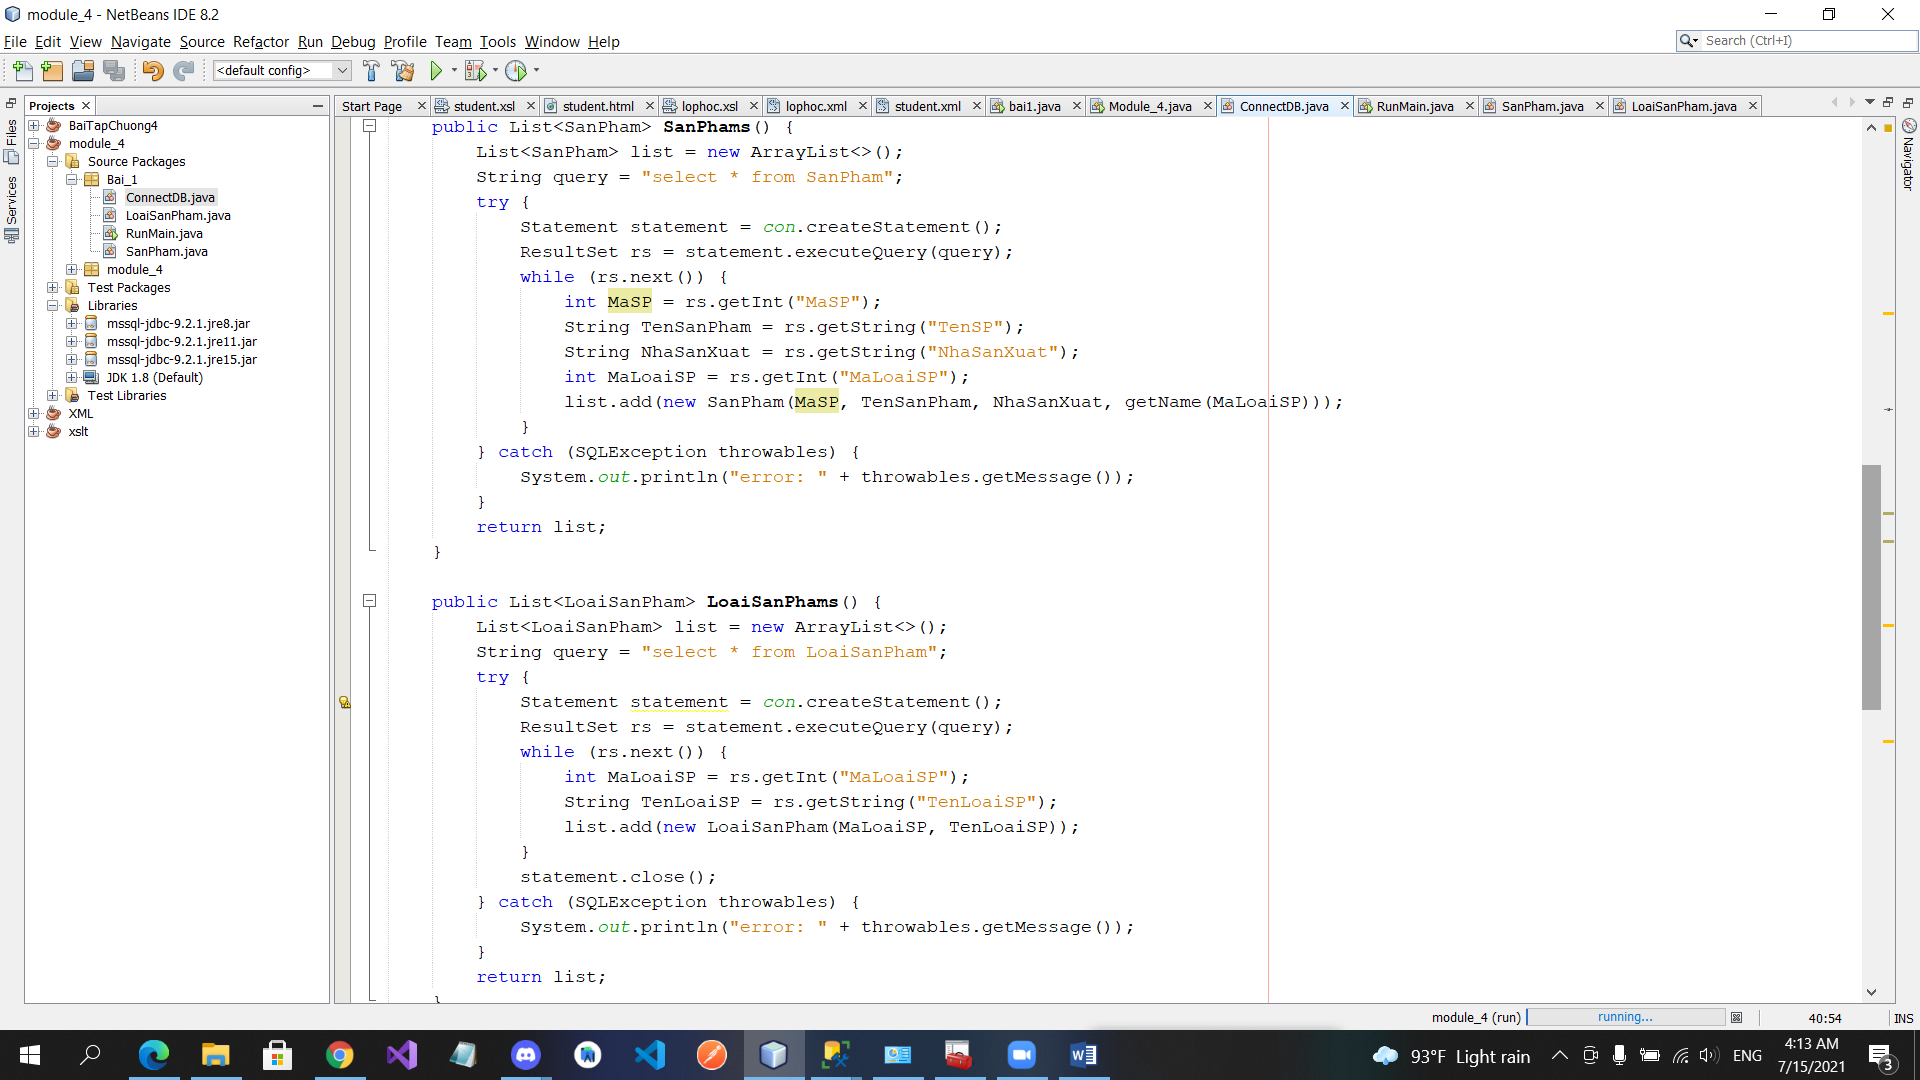 module_4 - NetBeans IDE 8.2
File Edit View Navigate Source Refactor Run Debug Profile Team Tools Window Help
Search (Ctrl+I)
<default config>
Files
Services
Projects
BaiTapChuong4
module_4
Source Packages
Bai_1
ConnectDB.java
LoaiSanPham.java
RunMain.java
SanPham.java
module_4
Test Packages
Libraries
mssql-jdbc-9.2.1.jre8.jar
mssql-jdbc-9.2.1.jre11.jar
mssql-jdbc-9.2.1.jre15.jar
JDK 1.8 (Default)
Test Libraries
XML
xslt
Start Page student.xsl student.html lophoc.xsl lophoc.xml student.xml bai1.java Module_4.java ConnectDB.java RunMain.java SanPham.java LoaiSanPham.java
public List<SanPham> SanPhams() {
List<SanPham> list = new ArrayList<>();
String query = "select * from SanPham";
try {
Statement statement = con.createStatement();
ResultSet rs = statement.executeQuery(query);
while (rs.next()) {
int MaSP = rs.getInt("MaSP");
String TenSanPham = rs.getString("TenSP");
String NhaSanXuat = rs.getString("NhaSanXuat");
int MaLoaiSP = rs.getInt("MaLoaiSP");
list.add(new SanPham(MaSP, TenSanPham, NhaSanXuat, getName(MaLoaiSP)));
}
} catch (SQLException throwables) {
System.out.println("error: " + throwables.getMessage());
}
return list;
}
public List<LoaiSanPham> LoaiSanPhams() {
List<LoaiSanPham> list = new ArrayList<>();
String query = "select * from LoaiSanPham";
try {
Statement statement = con.createStatement();
ResultSet rs = statement.executeQuery(query);
while (rs.next()) {
int MaLoaiSP = rs.getInt("MaLoaiSP");
String TenLoaiSP = rs.getString("TenLoaiSP");
list.add(new LoaiSanPham(MaLoaiSP, TenLoaiSP));
}
statement.close();
} catch (SQLException throwables) {
System.out.println("error: " + throwables.getMessage());
}
return list;
}
Navigator
module_4 (run) running... 40:54 INS
93°F Light rain ENG
4:13 AM
7/15/2021
3